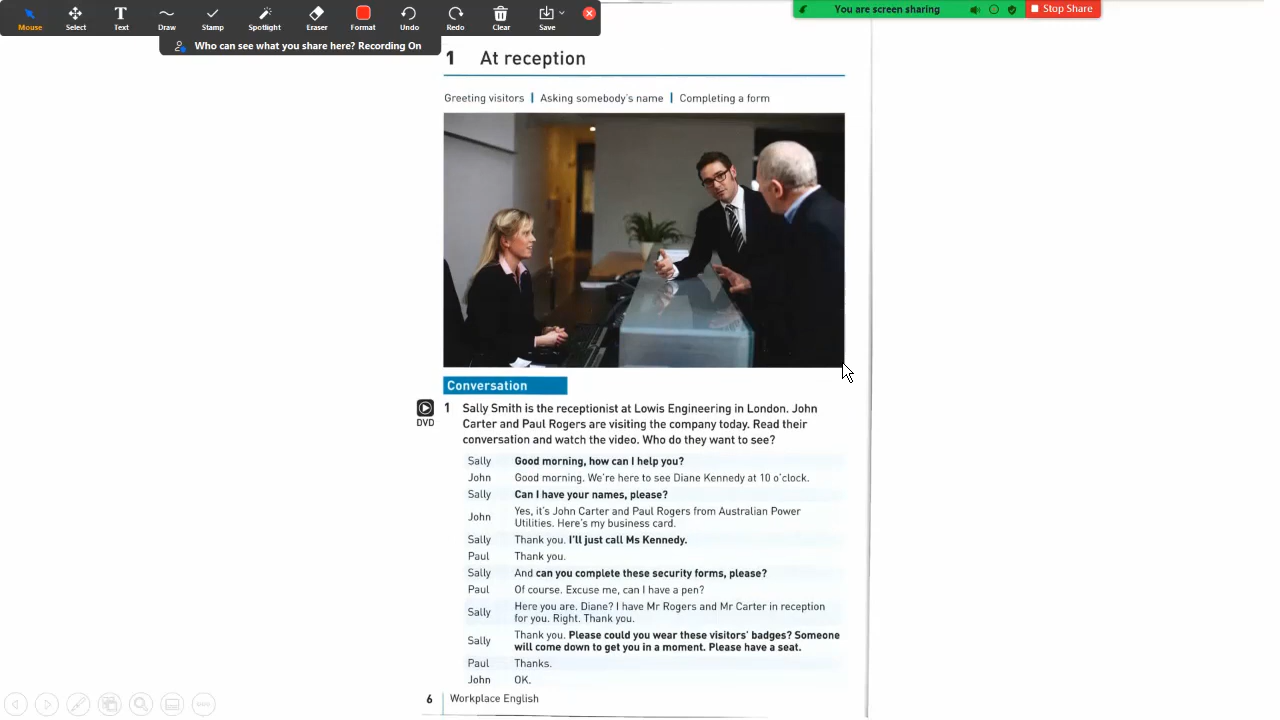 You are screen sharing
Stop Share
Mouse Select Text Draw Stamp Spotlight Eraser Format Undo Redo Clear Save
Who can see what you share here? Recording On
1 At reception
Greeting visitors | Asking somebody's name | Completing a form
Conversation
DVD
1 Sally Smith is the receptionist at Lowis Engineering in London. John
Carter and Paul Rogers are visiting the company today. Read their
conversation and watch the video. Who do they want to see?
Sally Good morning, how can I help you?
John Good morning. We're here to see Diane Kennedy at 10 o'clock.
Sally Can I have your names, please?
John Yes, it's John Carter and Paul Rogers from Australian Power
Utilities. Here's my business card.
Sally Thank you. I'll just call Ms Kennedy.
Paul Thank you.
Sally And can you complete these security forms, please?
Paul Of course. Excuse me, can I have a pen?
Sally Here you are. Diane? I have Mr Rogers and Mr Carter in reception
for you. Right. Thank you.
Sally Thank you. Please could you wear these visitors' badges? Someone
will come down to get you in a moment. Please have a seat.
Paul Thanks.
John OK.
6 Workplace English